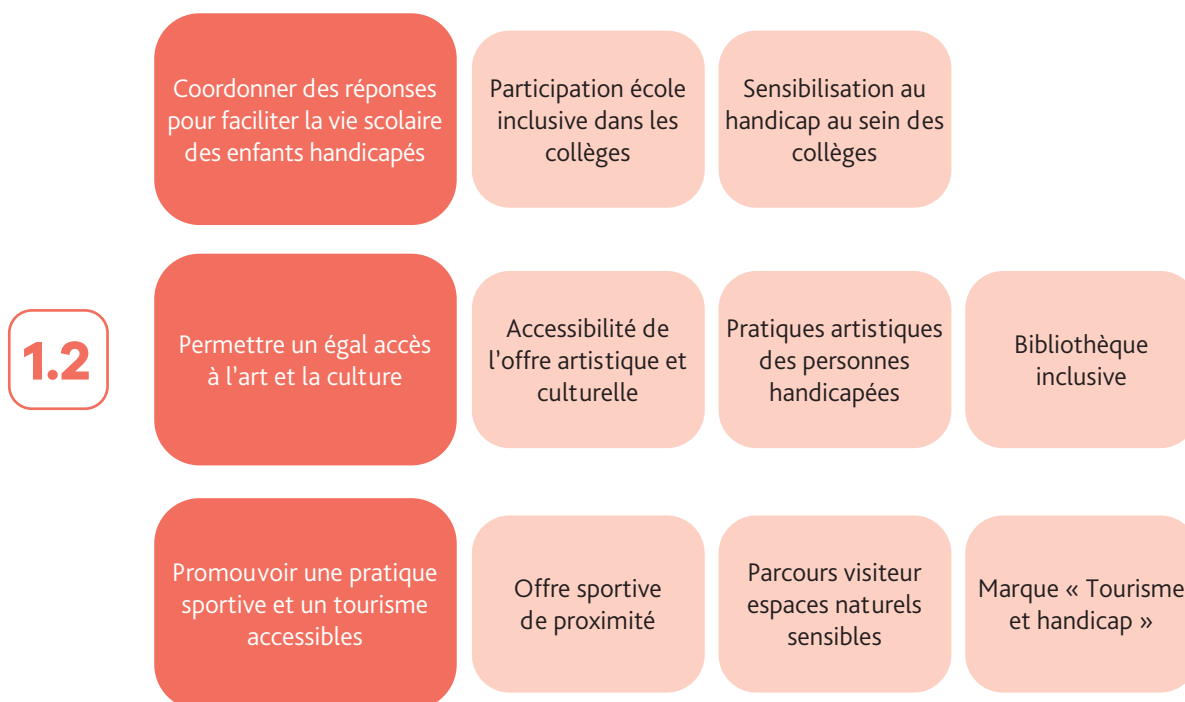 Coordonner des réponses
pour faciliter la vie scolaire
des enfants handicapés
Participation école
inclusive dans les
collèges
Sensibilisation au
handicap au sein des
collèges
1.2
Permettre un égal accès
à l'art et la culture
Accessibilité de
l'offre artistique et
culturelle
Pratiques artistiques
des personnes
handicapées
Bibliothèque
inclusive
Promouvoir une pratique
sportive et un tourisme
accessibles
Offre sportive
de proximité
Parcours visiteur
espaces naturels
sensibles
Marque « Tourisme
et handicap »